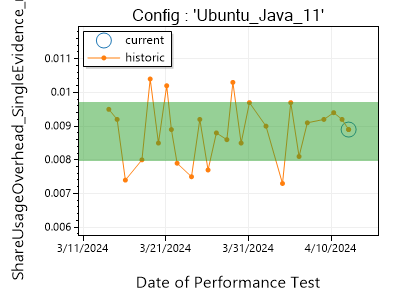 Config : 'Ubuntu_Java_11'
current
historic
ShareUsageOverhead_SingleEvidence_
0.011
0.01
0.009
0.008
0.007
0.006
3/11/2024
3/21/2024
3/31/2024
4/10/2024
Date of Performance Test